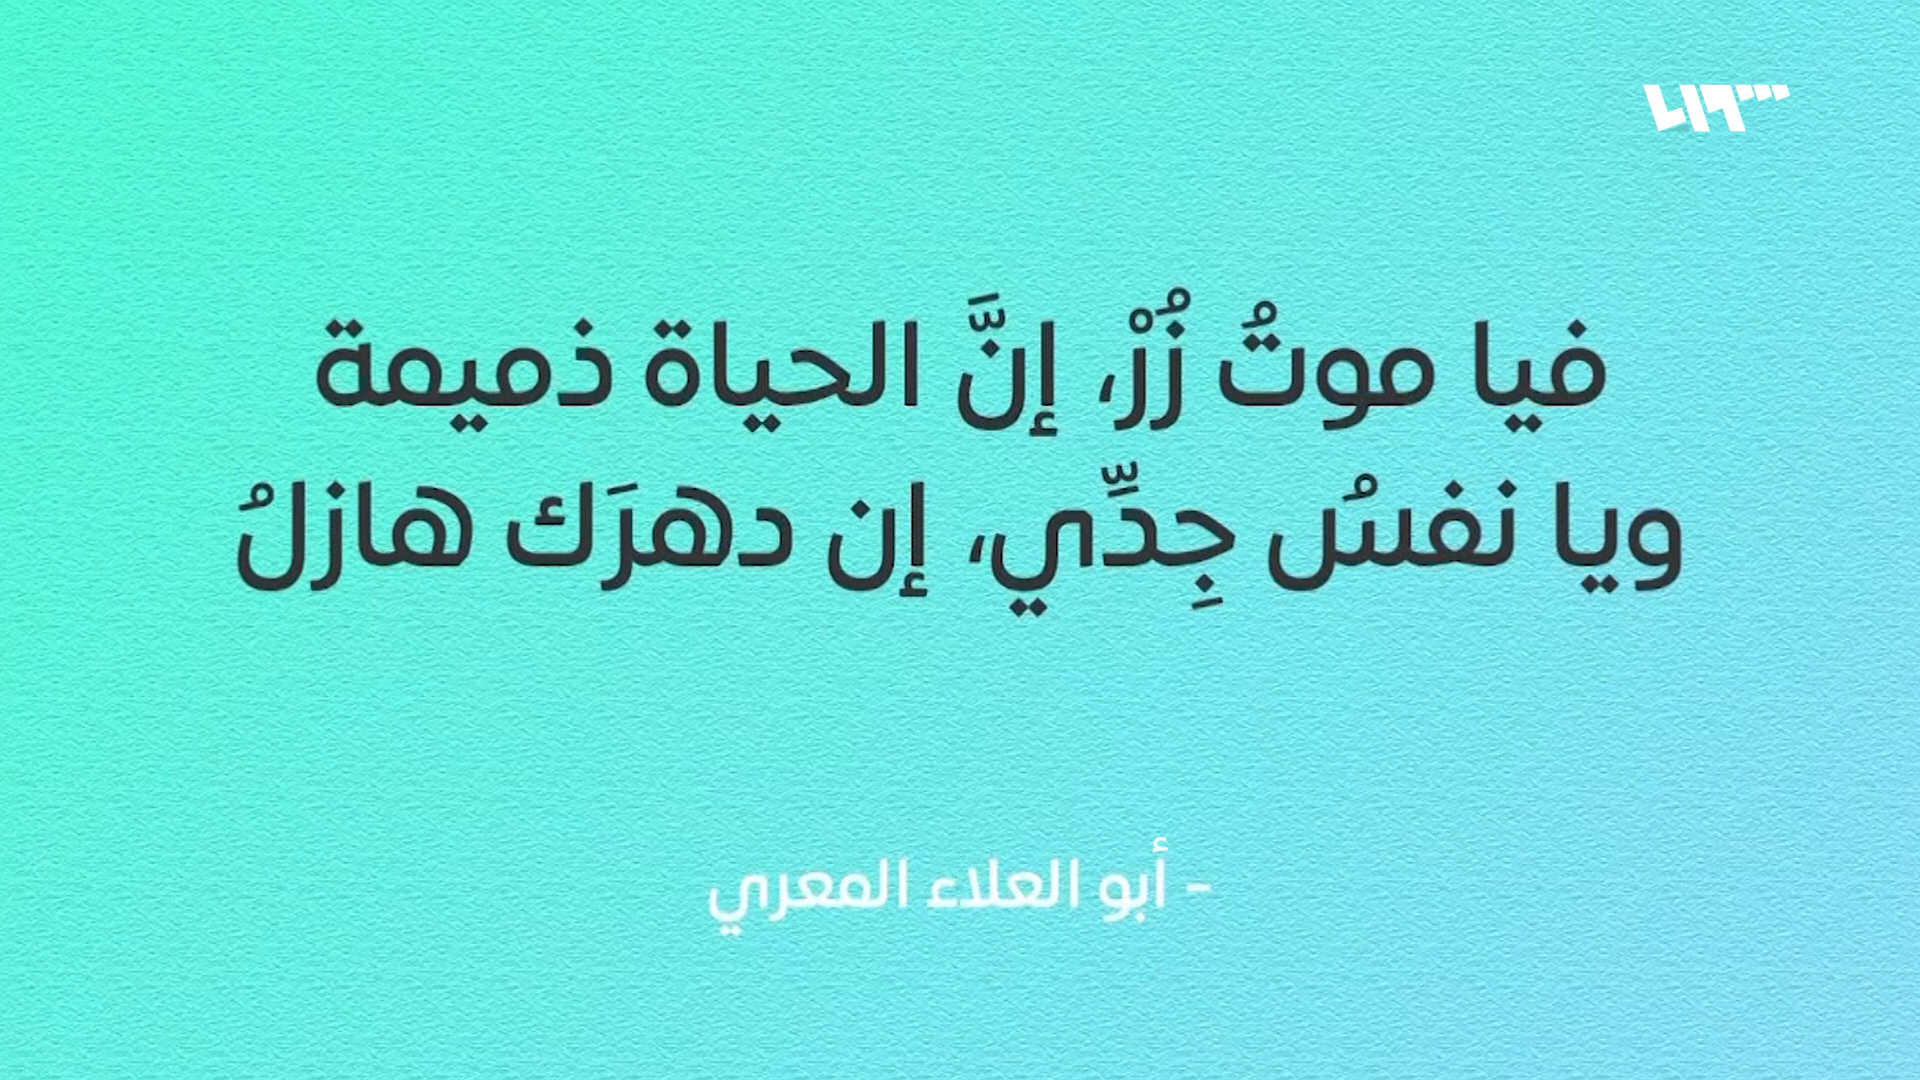 فيا موتُ زُرْ، إنَّ الحياة ذميمة
ويا نفسُ جِدِّي، إن دهرَك هازلُ
- أبو العلاء المعري